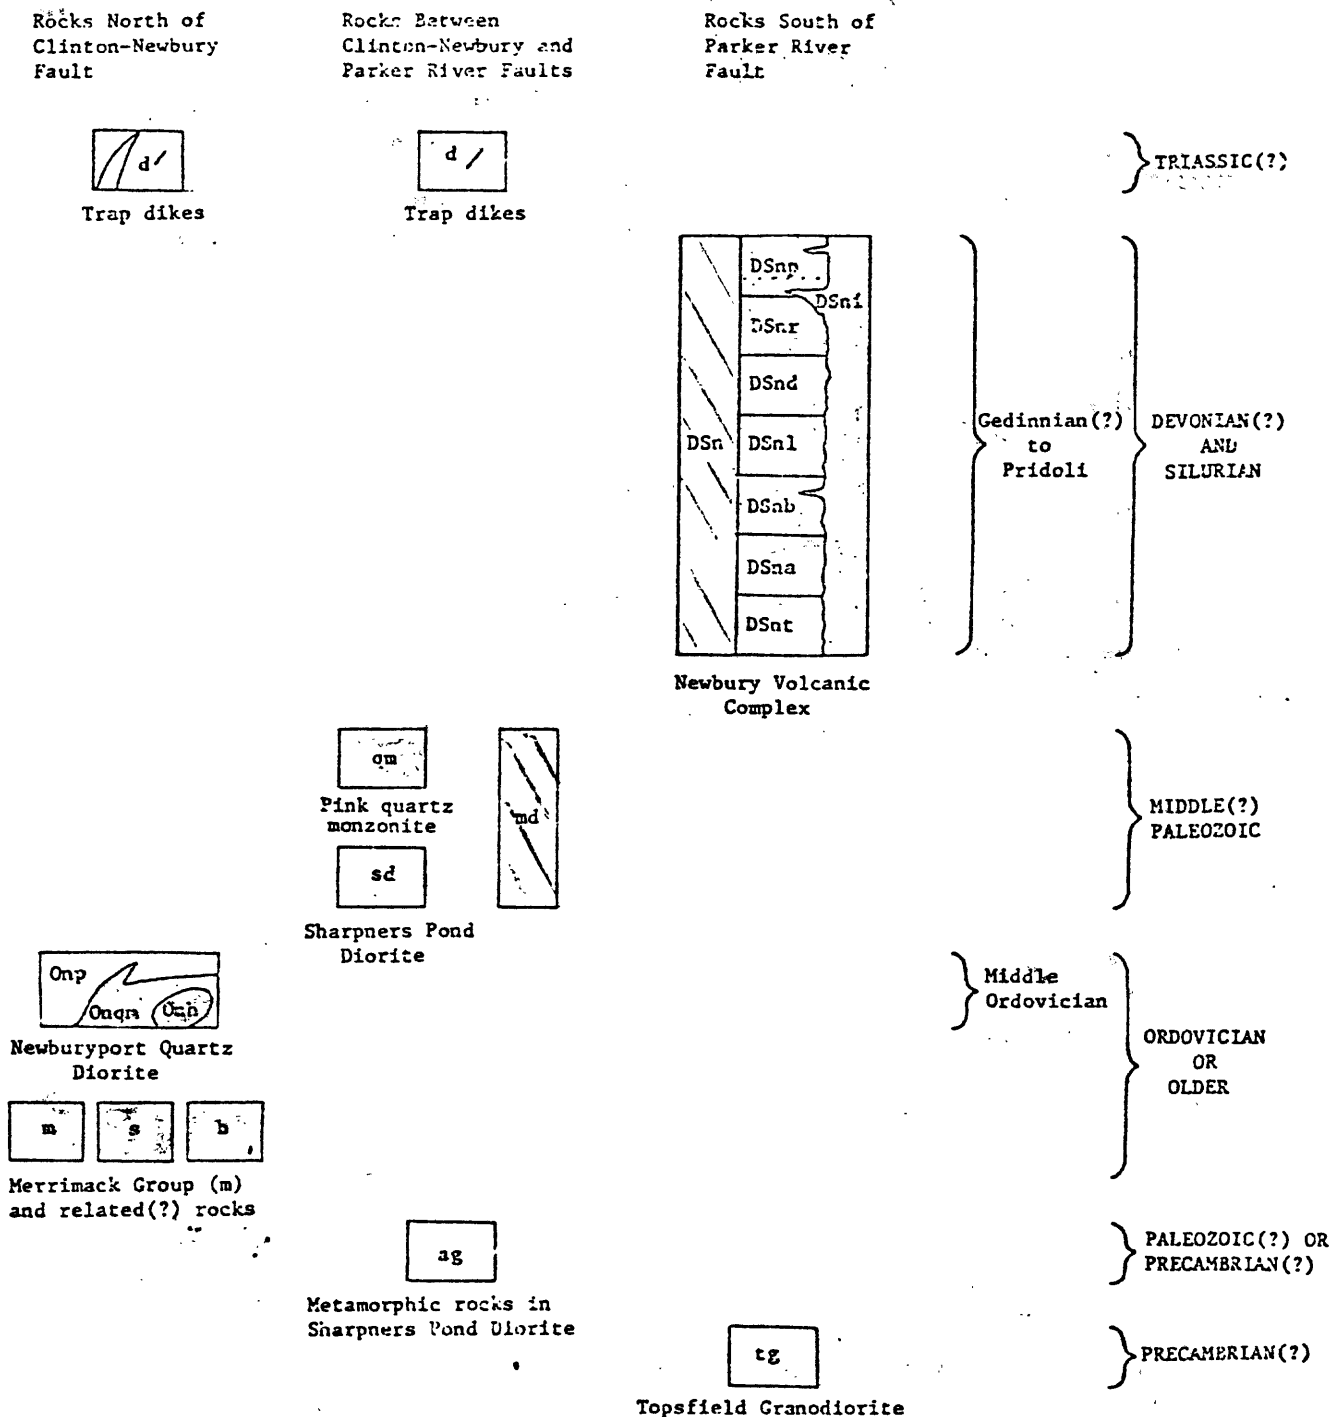 Rocks North of
Clinton-Newbury
Fault
Rocks Between
Clinton-Newbury and
Parker River Faults
Rocks South of
Parker River
Fault
d
Trap dikes
d
Trap dikes
TRIASSIC(?)
DSn
DSnp
DSni
DSnr
DSnd
DSnl
DSnb
DSna
DSnt
Newbury Volcanic
Complex
Gedinnian(?)
to
Pridoli
DEVONIAN(?)
AND
SILURIAN
qm
Pink quartz
monzonite
md
sd
Sharpners Pond
Diorite
MIDDLE(?)
PALEOZOIC
Onp
Onqm
Newburyport Quartz
Diorite
Middle
Ordovician
ORDOVICIAN
OR
OLDER
m
s
b
Merrimack Group (m)
and related(?) rocks
ag
Metamorphic rocks in
Sharpners Pond Diorite
PALEOZOIC(?) OR
PRECAMBRIAN(?)
tg
Topsfield Granodiorite
PRECAMBRIAN(?)